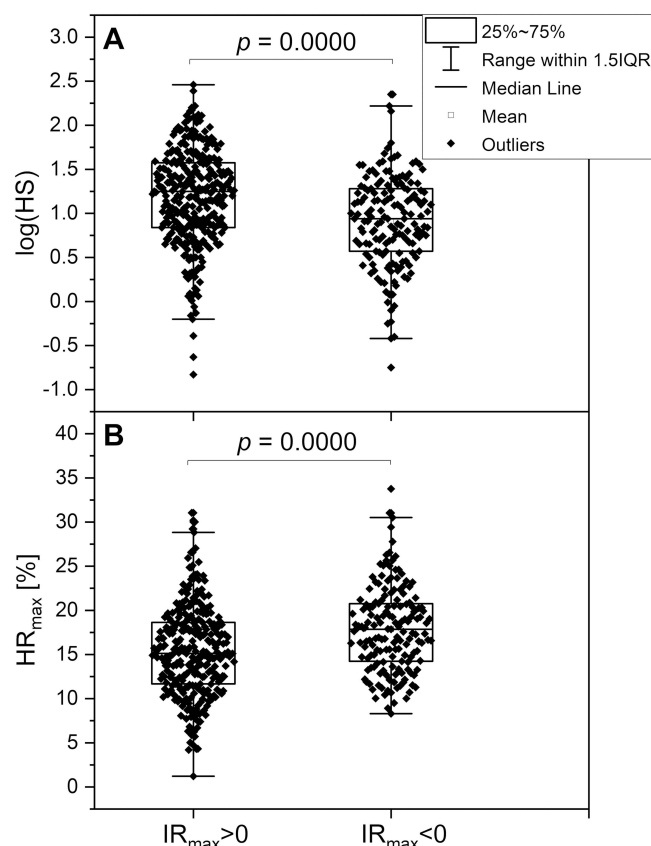 A
p = 0.0000
25%~75%
Range within 1.5IQR
Median Line
Mean
Outliers
3.0
2.5
2.0
1.5
1.0
0.5
0.0
-0.5
-1.0
log(HS)
B
p = 0.0000
40
35
30
25
20
15
10
5
0
HRmax [%]
IRmax>0
IRmax<0